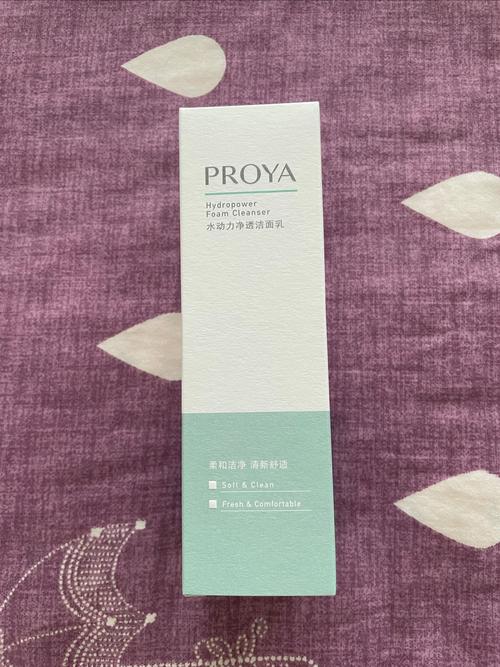 PROYA
Hydropower
Foam Cleanser
水动力净透洁面乳
柔和洁净 清新舒适
Soft & Clean
Fresh & Comfortable